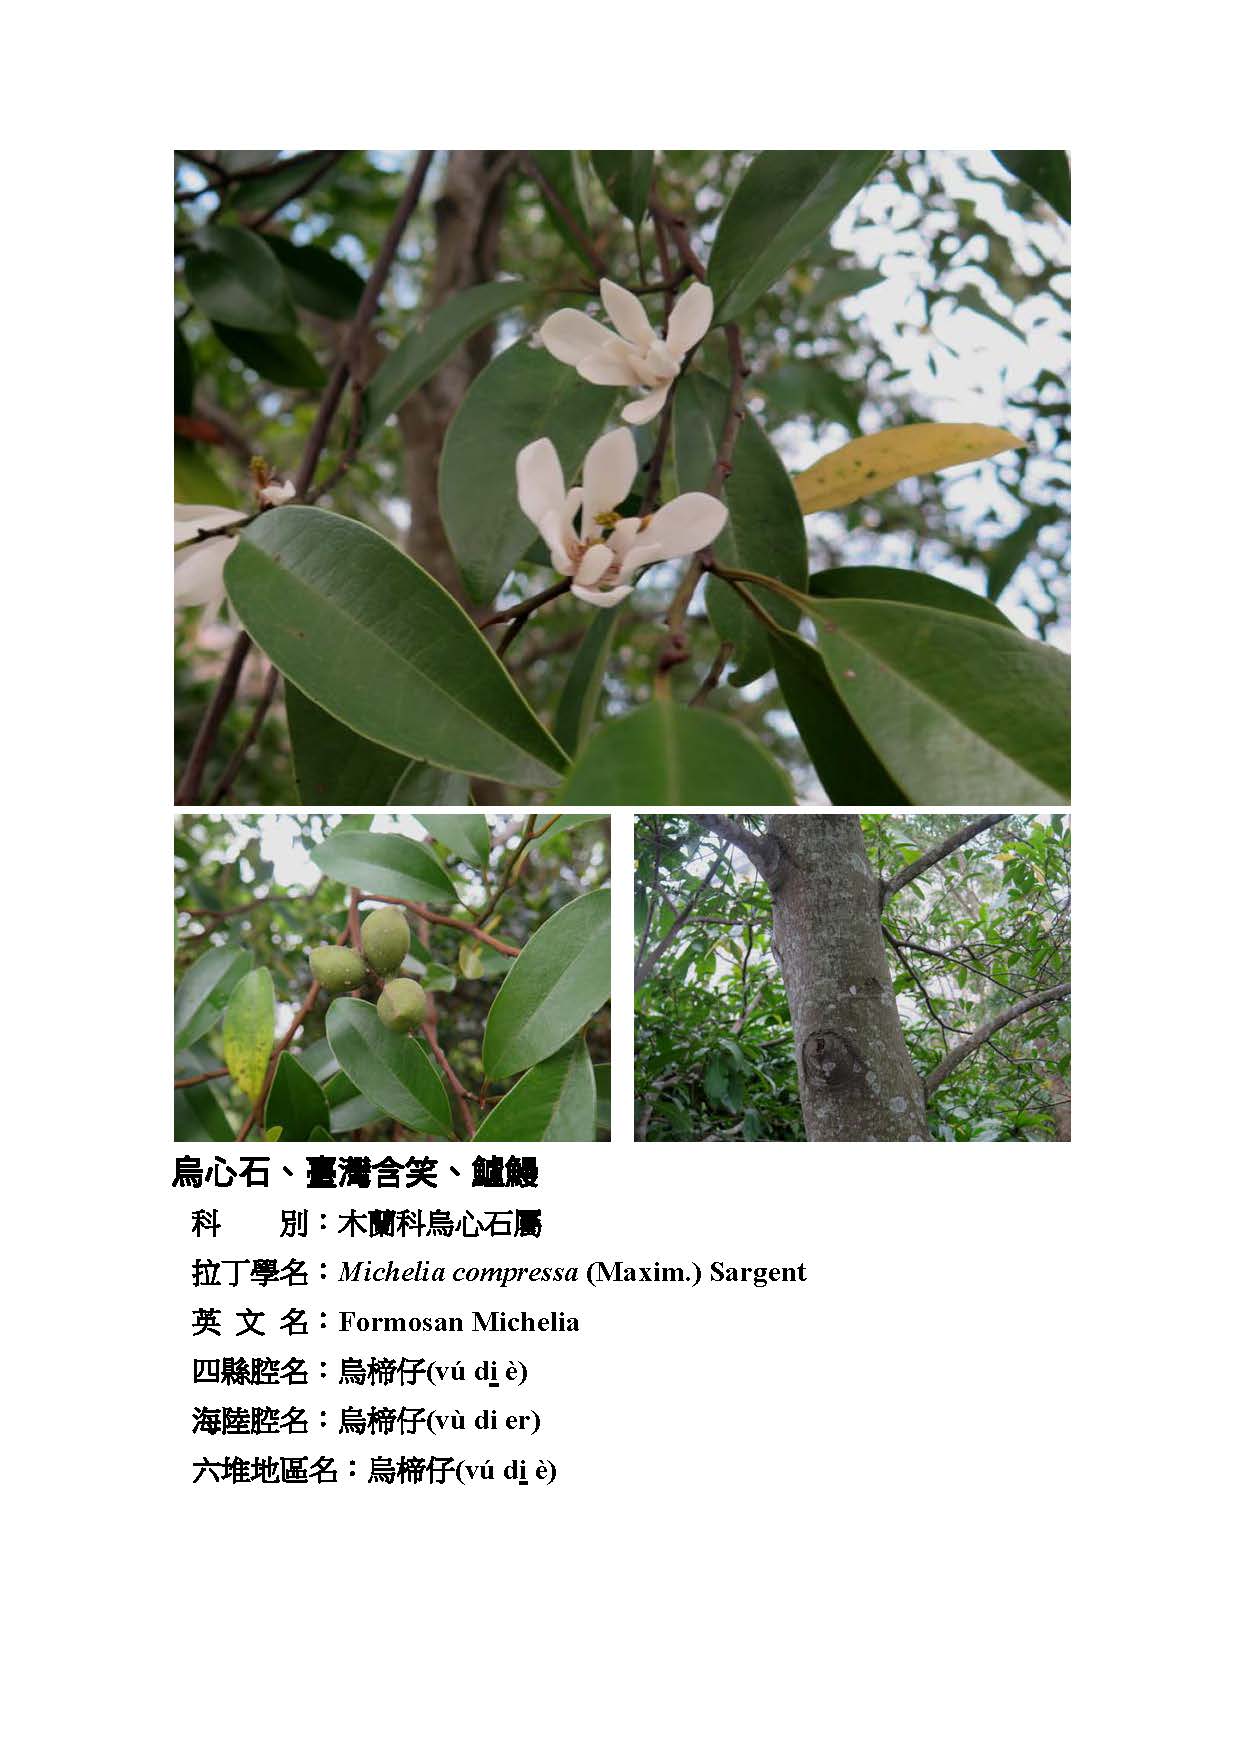 烏心石、臺灣含笑、鱸鰻
科　　別：木蘭科烏心石屬
拉丁學名：Michelia compressa (Maxim.) Sargent
英 文 名：Formosan Michelia
四縣腔名：烏楴仔(vú di è)
海陸腔名：烏楴仔(vù di er)
六堆地區名：烏楴仔(vú di è)